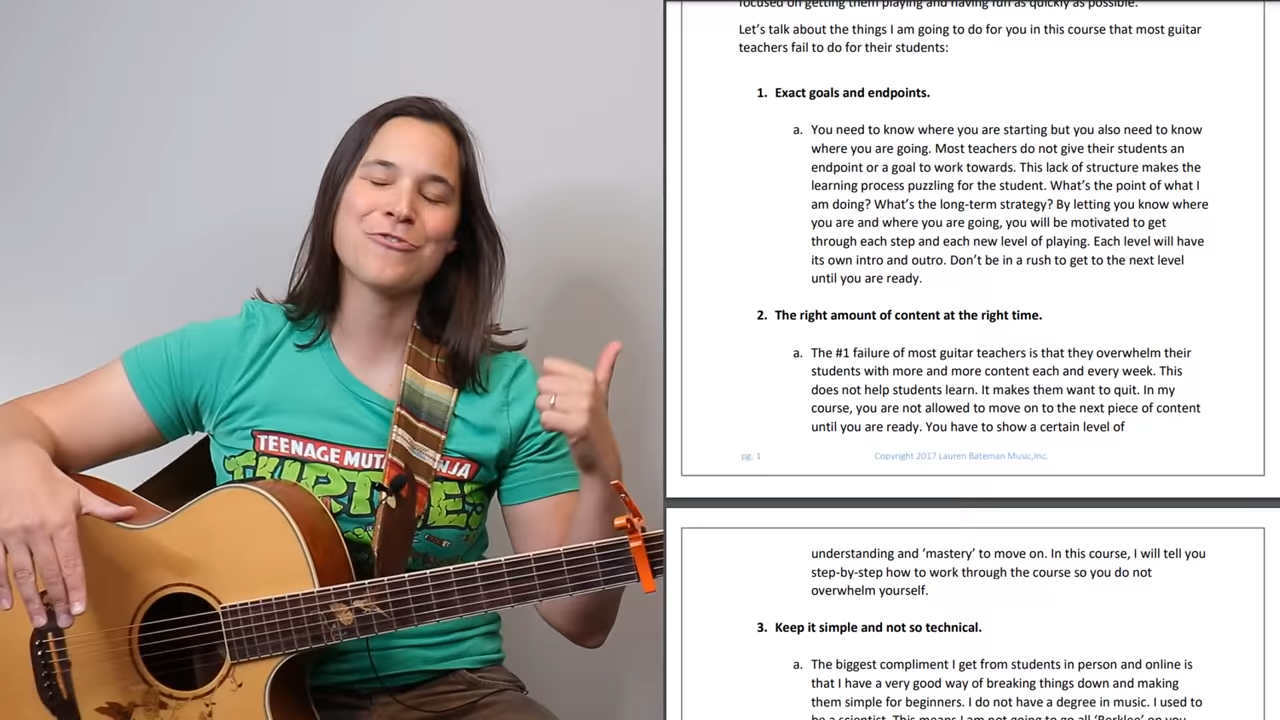 focused on getting them playing and having fun as quickly as possible.
Let’s talk about the things I am going to do for you in this course that most guitar
teachers fail to do for their students:
1. Exact goals and endpoints.
a. You need to know where you are starting but you also need to know
where you are going. Most teachers do not give their students an
endpoint or a goal to work towards. This lack of structure makes the
learning process puzzling for the student. What’s the point of what I
am doing? What’s the long-term strategy? By letting you know where
you are and where you are going, you will be motivated to get
through each step and each new level of playing. Each level will have
its own intro and outro. Don’t be in a rush to get to the next level
until you are ready.
2. The right amount of content at the right time.
a. The #1 failure of most guitar teachers is that they overwhelm their
students with more and more content each and every week. This
does not help students learn. It makes them want to quit. In my
course, you are not allowed to move on to the next piece of content
until you are ready. You have to show a certain level of
pg. 1 Copyright 2017 Lauren Bateman Music,Inc.
understanding and ‘mastery’ to move on. In this course, I will tell you
step-by-step how to work through the course so you do not
overwhelm yourself.
3. Keep it simple and not so technical.
a. The biggest compliment I get from students in person and online is
that I have a very good way of breaking things down and making
them simple for beginners. I do not have a degree in music. I used to
be a scientist. This means I am not going to go all ‘Berklee’ on you
TEENAGE MUT NJA
TURTLES